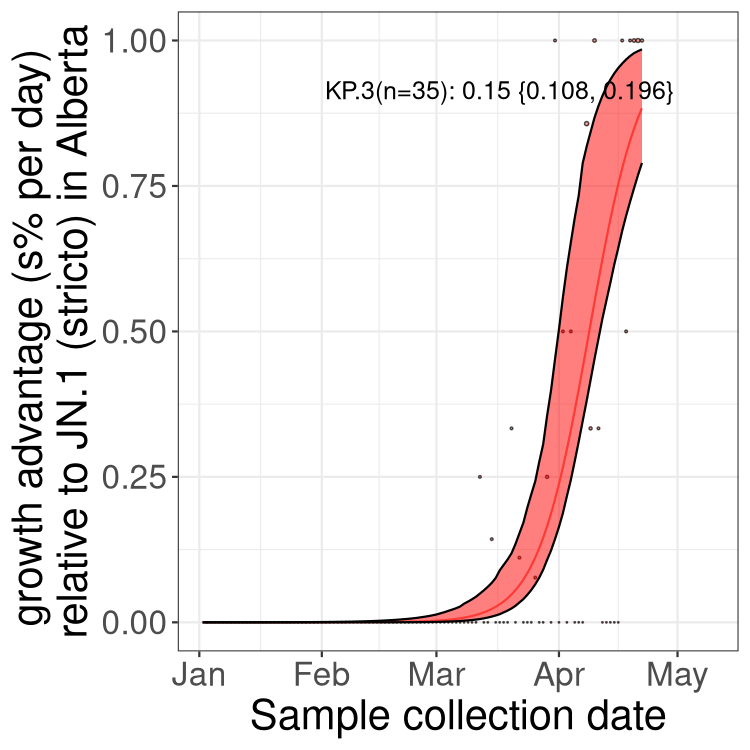 growth advantage (s% per day)
relative to JN.1 (stricto) in Alberta
1.00
0.75
0.50
0.25
0.00
KP.3(n=35): 0.15 {0.108, 0.196}
Jan Feb Mar Apr May
Sample collection date